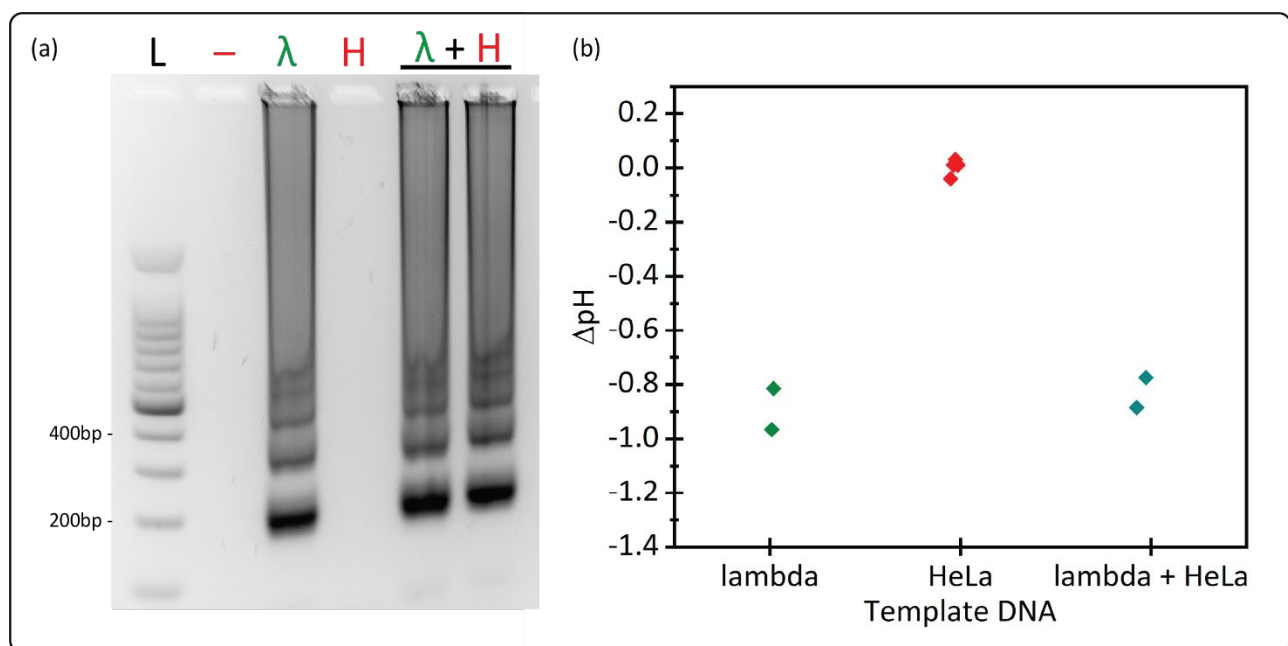 (a)
L – λ H λ + H
400bp
200bp
(b)
0.2
0.0
-0.2
-0.4
-0.6
-0.8
-1.0
-1.2
-1.4
ΔpH
lambda HeLa lambda + HeLa
Template DNA